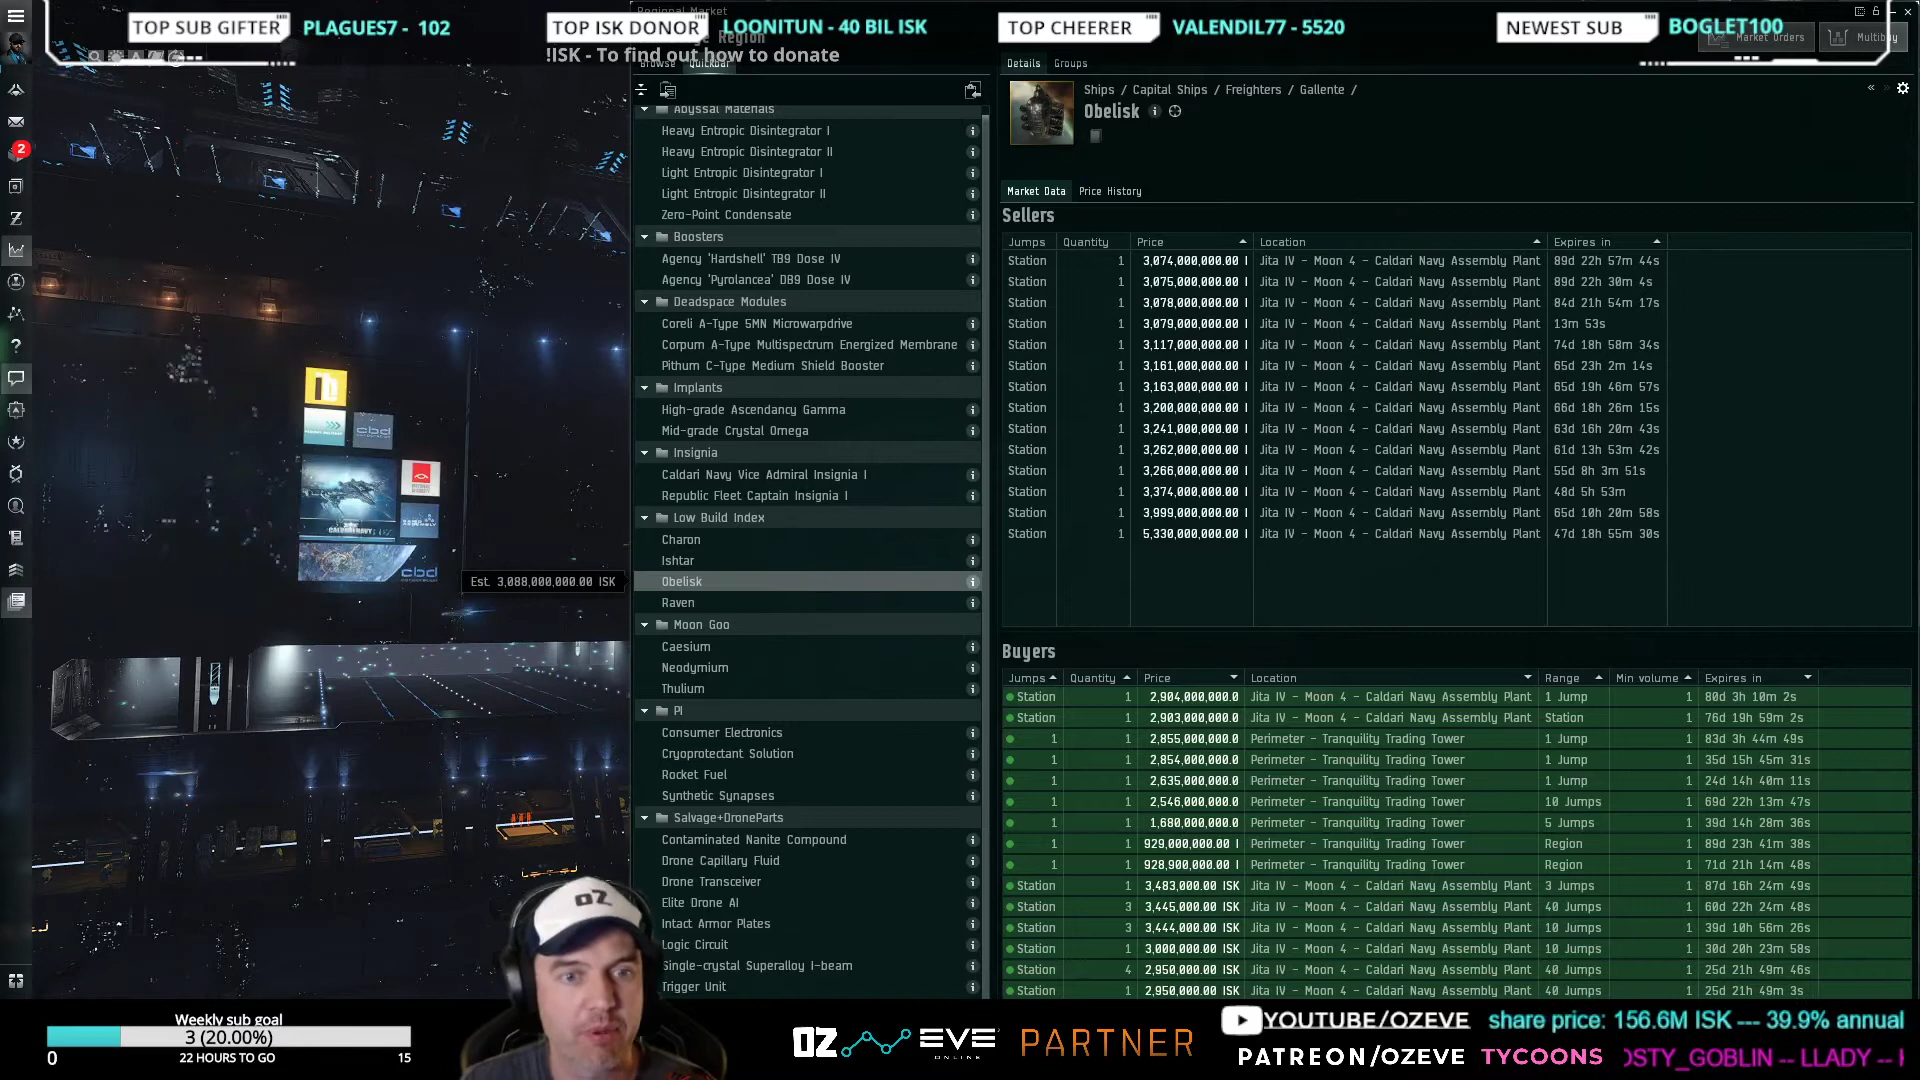 TOP SUB GIFTER PLAGUES7 - 102
TOP ISK DONOR LOONITUN - 40 BIL ISK
TOP CHEERER VALENDIL77 - 5520
NEWEST SUB BOGLET100
!ISK - To find out how to donate
Regional Market
Market Orders
Multibuy
Browse Quickbar
Abyssal Materials
Heavy Entropic Disintegrator I
Heavy Entropic Disintegrator II
Light Entropic Disintegrator I
Light Entropic Disintegrator II
Zero-Point Condensate
Boosters
Agency 'Hardshell' TB9 Dose IV
Agency 'Pyrolancea' DB9 Dose IV
Deadspace Modules
Coreli A-Type 5MN Microwarpdrive
Corpum A-Type Multispectrum Energized Membrane
Pithum C-Type Medium Shield Booster
Implants
High-grade Ascendancy Gamma
Mid-grade Crystal Omega
Insignia
Caldari Navy Vice Admiral Insignia I
Republic Fleet Captain Insignia I
Low Build Index
Charon
Ishtar
Obelisk
Raven
Moon Goo
Caesium
Neodymium
Thulium
PI
Consumer Electronics
Cryoprotectant Solution
Rocket Fuel
Synthetic Synapses
Salvage+DroneParts
Contaminated Nanite Compound
Drone Capillary Fluid
Drone Transceiver
Elite Drone AI
Intact Armor Plates
Logic Circuit
Single-crystal Superalloy I-beam
Trigger Unit
Est. 3,088,000,000.00 ISK
2
cbd
cbd
Details Groups
Ships / Capital Ships / Freighters / Gallente /
Obelisk
Market Data Price History
Sellers
Jumps Quantity Price Location Expires in
Station 1 3,074,000,000.00 I Jita IV - Moon 4 - Caldari Navy Assembly Plant 89d 22h 57m 44s
Station 1 3,075,000,000.00 I Jita IV - Moon 4 - Caldari Navy Assembly Plant 89d 22h 30m 4s
Station 1 3,078,000,000.00 I Jita IV - Moon 4 - Caldari Navy Assembly Plant 84d 21h 54m 17s
Station 1 3,079,000,000.00 I Jita IV - Moon 4 - Caldari Navy Assembly Plant 13m 53s
Station 1 3,117,000,000.00 I Jita IV - Moon 4 - Caldari Navy Assembly Plant 74d 18h 58m 34s
Station 1 3,161,000,000.00 I Jita IV - Moon 4 - Caldari Navy Assembly Plant 65d 23h 2m 14s
Station 1 3,163,000,000.00 I Jita IV - Moon 4 - Caldari Navy Assembly Plant 65d 19h 46m 57s
Station 1 3,200,000,000.00 I Jita IV - Moon 4 - Caldari Navy Assembly Plant 66d 18h 26m 15s
Station 1 3,241,000,000.00 I Jita IV - Moon 4 - Caldari Navy Assembly Plant 63d 16h 20m 43s
Station 1 3,262,000,000.00 I Jita IV - Moon 4 - Caldari Navy Assembly Plant 61d 13h 53m 42s
Station 1 3,266,000,000.00 I Jita IV - Moon 4 - Caldari Navy Assembly Plant 55d 8h 3m 51s
Station 1 3,374,000,000.00 I Jita IV - Moon 4 - Caldari Navy Assembly Plant 48d 5h 53m
Station 1 3,999,000,000.00 I Jita IV - Moon 4 - Caldari Navy Assembly Plant 65d 10h 20m 58s
Station 1 5,330,000,000.00 I Jita IV - Moon 4 - Caldari Navy Assembly Plant 47d 18h 55m 30s
Buyers
Jumps Quantity Price Location Range Min volume Expires in
Station 1 2,904,000,000.0 Jita IV - Moon 4 - Caldari Navy Assembly Plant 1 Jump 1 80d 3h 10m 2s
Station 1 2,903,000,000.0 Jita IV - Moon 4 - Caldari Navy Assembly Plant Station 1 76d 19h 59m 2s
1 1 2,855,000,000.0 Perimeter - Tranquility Trading Tower 1 Jump 1 83d 3h 44m 49s
1 1 2,854,000,000.0 Perimeter - Tranquility Trading Tower 1 Jump 1 35d 15h 45m 31s
1 1 2,635,000,000.0 Perimeter - Tranquility Trading Tower 1 Jump 1 24d 14h 40m 11s
1 1 2,546,000,000.0 Perimeter - Tranquility Trading Tower 10 Jumps 1 69d 22h 13m 47s
1 1 1,680,000,000.0 Perimeter - Tranquility Trading Tower 5 Jumps 1 39d 14h 28m 36s
1 1 929,000,000.00 I Perimeter - Tranquility Trading Tower Region 1 89d 23h 41m 38s
1 1 928,900,000.00 I Perimeter - Tranquility Trading Tower Region 1 71d 21h 14m 48s
Station 1 3,483,000.00 ISK Jita IV - Moon 4 - Caldari Navy Assembly Plant 3 Jumps 1 87d 16h 24m 49s
Station 3 3,445,000.00 ISK Jita IV - Moon 4 - Caldari Navy Assembly Plant 40 Jumps 1 60d 22h 24m 48s
Station 3 3,444,000.00 ISK Jita IV - Moon 4 - Caldari Navy Assembly Plant 10 Jumps 1 39d 10h 56m 26s
Station 1 3,000,000.00 ISK Jita IV - Moon 4 - Caldari Navy Assembly Plant 10 Jumps 1 30d 20h 23m 58s
Station 4 2,950,000.00 ISK Jita IV - Moon 4 - Caldari Navy Assembly Plant 40 Jumps 1 25d 21h 49m 46s
Station 1 2,950,000.00 ISK Jita IV - Moon 4 - Caldari Navy Assembly Plant 40 Jumps 1 25d 21h 49m 3s
OZ
Weekly sub goal
3 (20.00%)
0 22 HOURS TO GO 15
OZ EVE ONLINE PARTNER
YOUTUBE/OZEVE share price: 156.6M ISK --- 39.9% annual
PATREON/OZEVE TYCOONS OSTY_GOBLIN -- LLADY --